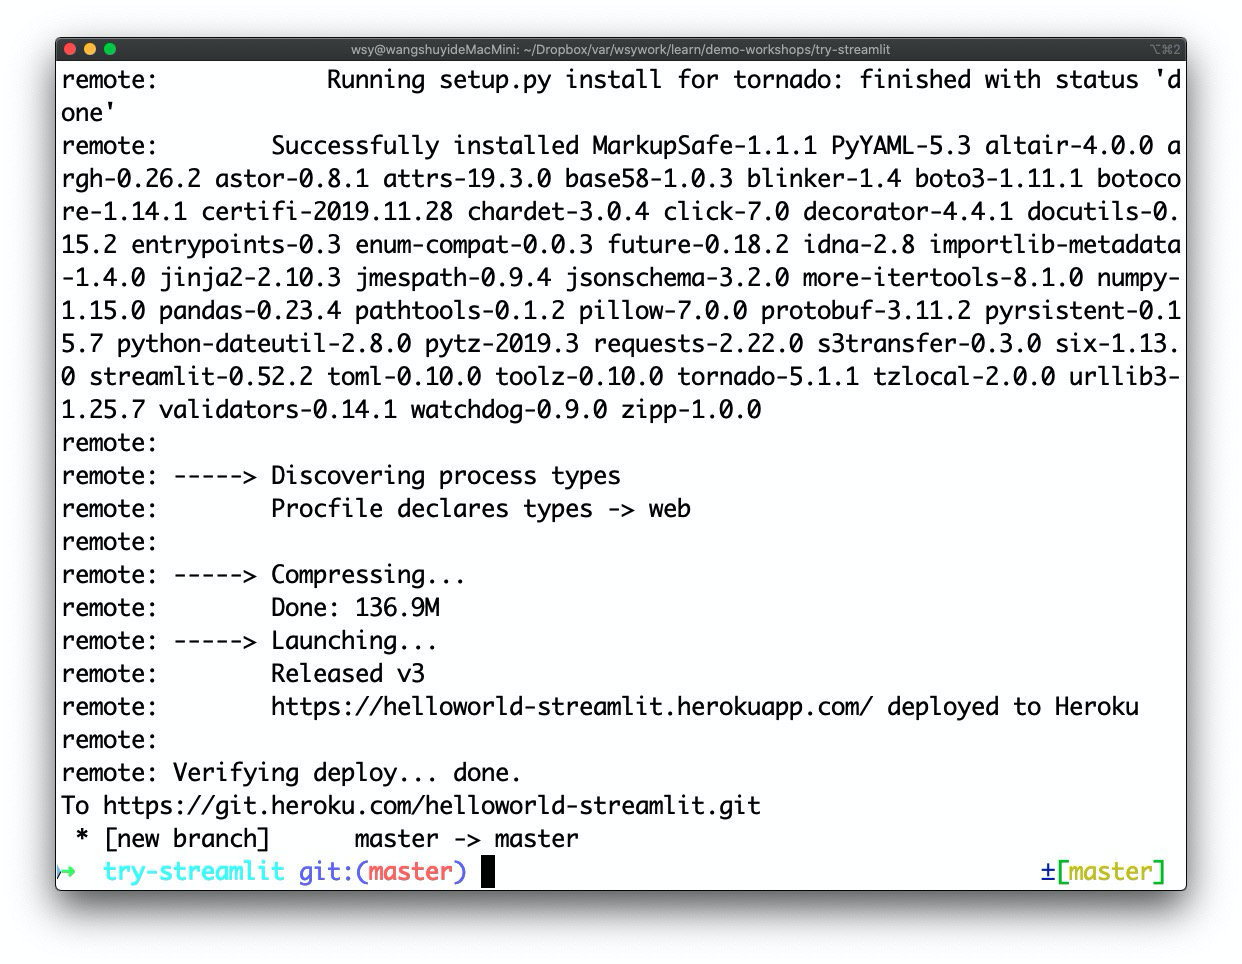 wsy@wangshuyideMacMini: ~/Dropbox/var/wsywork/learn/demo-workshops/try-streamlit ⌥⌘2
remote:            Running setup.py install for tornado: finished with status 'd
one'
remote:        Successfully installed MarkupSafe-1.1.1 PyYAML-5.3 altair-4.0.0 a
rgh-0.26.2 astor-0.8.1 attrs-19.3.0 base58-1.0.3 blinker-1.4 boto3-1.11.1 botoco
re-1.14.1 certifi-2019.11.28 chardet-3.0.4 click-7.0 decorator-4.4.1 docutils-0.
15.2 entrypoints-0.3 enum-compat-0.0.3 future-0.18.2 idna-2.8 importlib-metadata
-1.4.0 jinja2-2.10.3 jmespath-0.9.4 jsonschema-3.2.0 more-itertools-8.1.0 numpy-
1.15.0 pandas-0.23.4 pathtools-0.1.2 pillow-7.0.0 protobuf-3.11.2 pyrsistent-0.1
5.7 python-dateutil-2.8.0 pytz-2019.3 requests-2.22.0 s3transfer-0.3.0 six-1.13.
0 streamlit-0.52.2 toml-0.10.0 toolz-0.10.0 tornado-5.1.1 tzlocal-2.0.0 urllib3-
1.25.7 validators-0.14.1 watchdog-0.9.0 zipp-1.0.0
remote:
remote: -----> Discovering process types
remote:        Procfile declares types -> web
remote:
remote: -----> Compressing...
remote:        Done: 136.9M
remote: -----> Launching...
remote:        Released v3
remote:        https://helloworld-streamlit.herokuapp.com/ deployed to Heroku
remote:
remote: Verifying deploy... done.
To https://git.heroku.com/helloworld-streamlit.git
 * [new branch]      master -> master
➜  try-streamlit git:(master) ±[master]